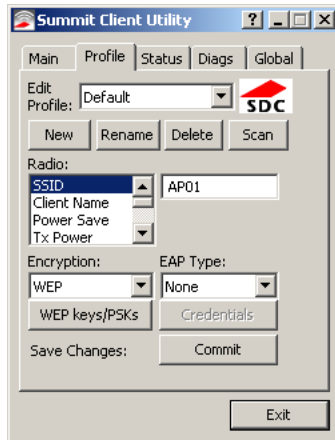 Summit Client Utility ?
Main Profile Status Diags Global
Edit
Profile: Default
SDC
New Rename Delete Scan
Radio:
SSID AP01
Client Name
Power Save
Tx Power
Encryption: EAP Type:
WEP None
WEP keys/PSKs Credentials
Save Changes: Commit
Exit